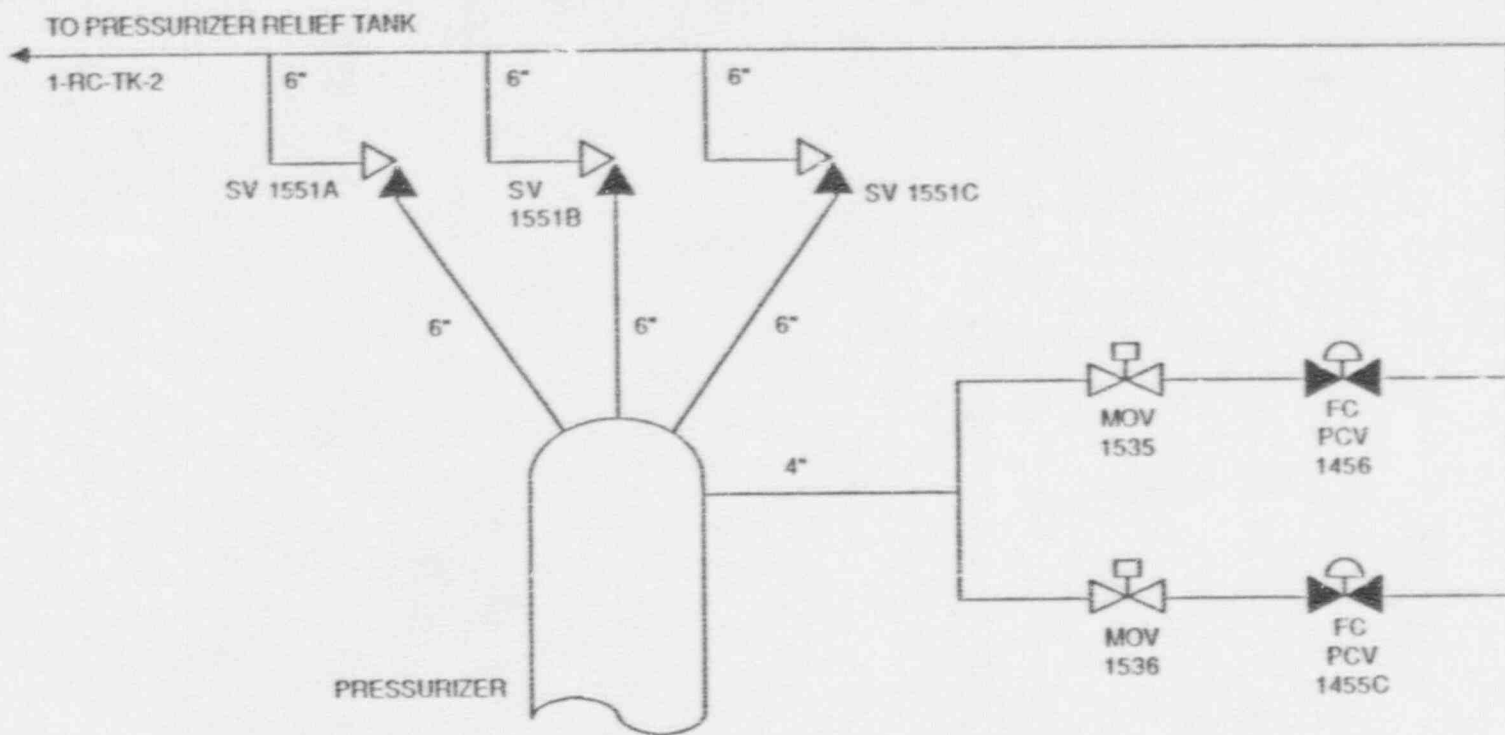 TO PRESSURIZER RELIEF TANK
1-RC-TK-2
6"
6"
6"
SV 1551A
SV
1551B
SV 1551C
6"
6"
6"
4"
MOV
1535
FC
PCV
1456
MOV
1536
FC
PCV
1455C
PRESSURIZER